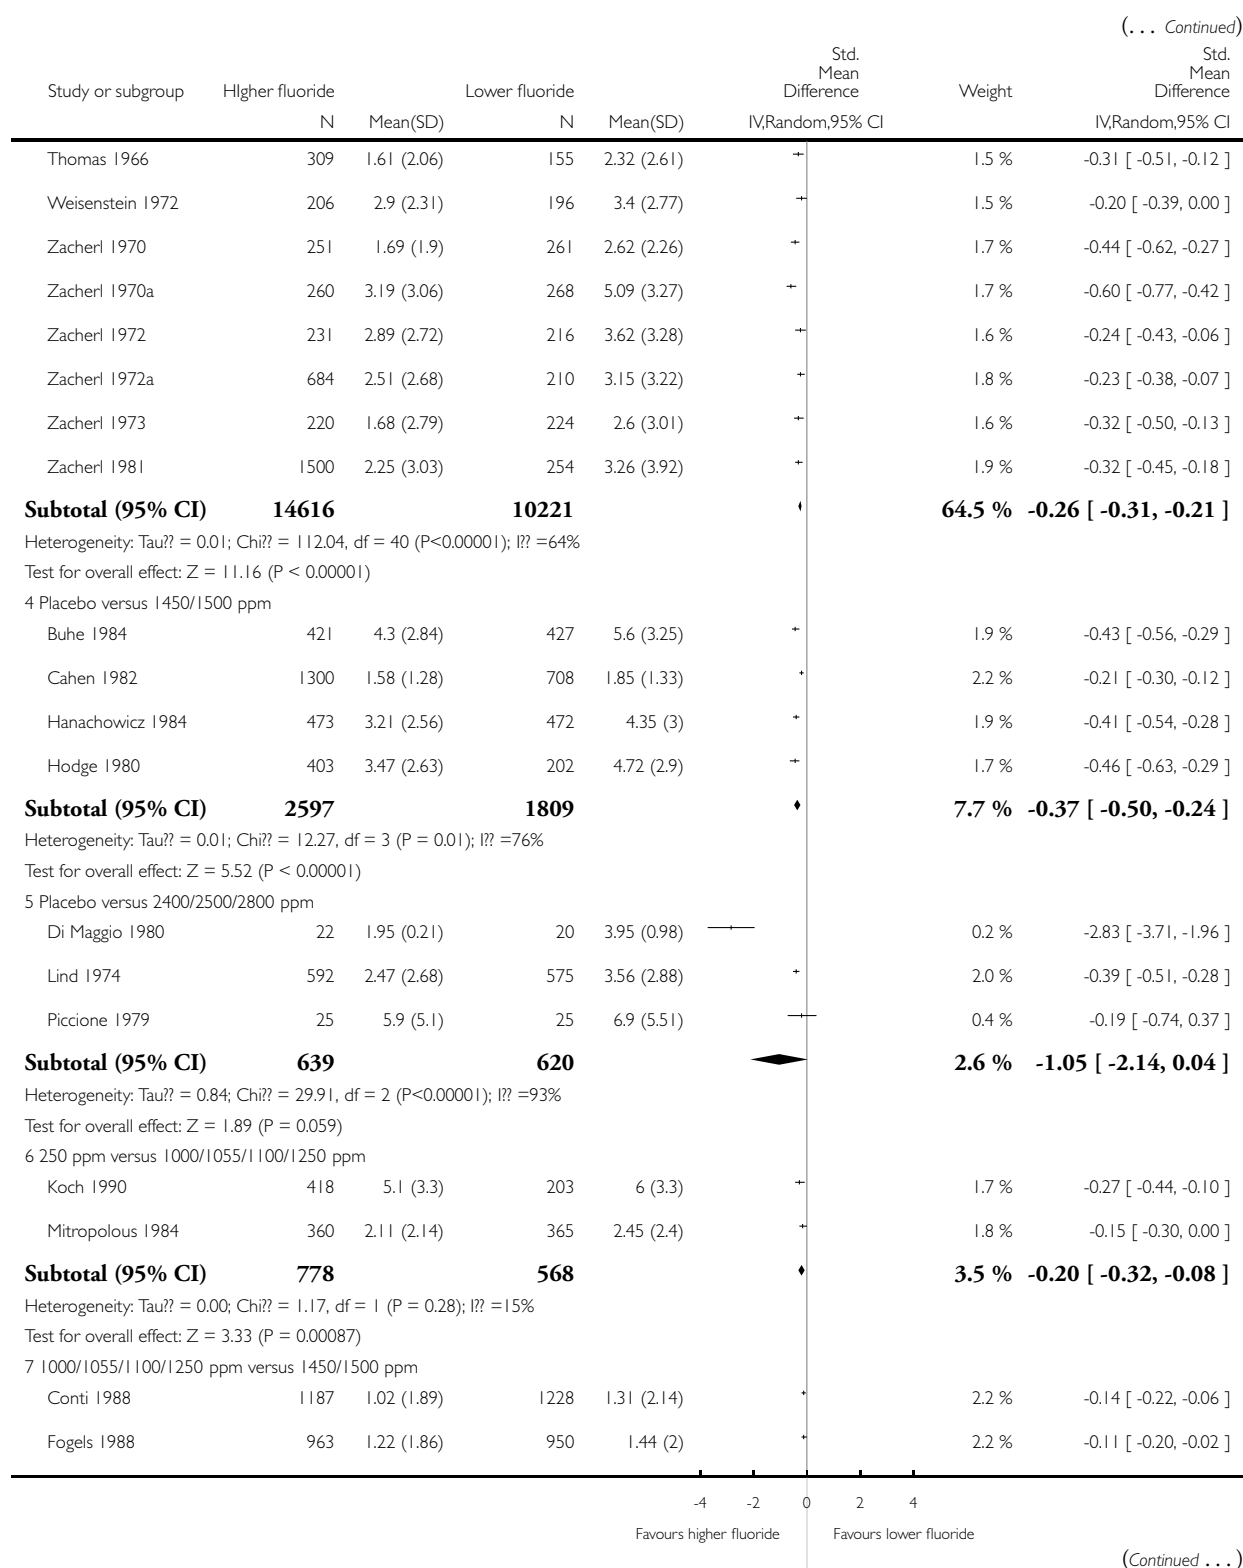 (... Continued)
Study or subgroup HIgher fluoride Lower fluoride Std. Mean Difference Weight Std. Mean Difference
N Mean(SD) N Mean(SD) IV,Random,95% CI IV,Random,95% CI
Thomas 1966 309 1.61 (2.06) 155 2.32 (2.61) 1.5 % -0.31 [ -0.51, -0.12 ]
Weisenstein 1972 206 2.9 (2.31) 196 3.4 (2.77) 1.5 % -0.20 [ -0.39, 0.00 ]
Zacherl 1970 251 1.69 (1.9) 261 2.62 (2.26) 1.7 % -0.44 [ -0.62, -0.27 ]
Zacherl 1970a 260 3.19 (3.06) 268 5.09 (3.27) 1.7 % -0.60 [ -0.77, -0.42 ]
Zacherl 1972 231 2.89 (2.72) 216 3.62 (3.28) 1.6 % -0.24 [ -0.43, -0.06 ]
Zacherl 1972a 684 2.51 (2.68) 210 3.15 (3.22) 1.8 % -0.23 [ -0.38, -0.07 ]
Zacherl 1973 220 1.68 (2.79) 224 2.6 (3.01) 1.6 % -0.32 [ -0.50, -0.13 ]
Zacherl 1981 1500 2.25 (3.03) 254 3.26 (3.92) 1.9 % -0.32 [ -0.45, -0.18 ]
Subtotal (95% CI) 14616 10221 64.5 % -0.26 [ -0.31, -0.21 ]
Heterogeneity: Tau?? = 0.01; Chi?? = 112.04, df = 40 (P<0.00001); I?? =64%
Test for overall effect: Z = 11.16 (P < 0.00001)
4 Placebo versus 1450/1500 ppm
Buhe 1984 421 4.3 (2.84) 427 5.6 (3.25) 1.9 % -0.43 [ -0.56, -0.29 ]
Cahen 1982 1300 1.58 (1.28) 708 1.85 (1.33) 2.2 % -0.21 [ -0.30, -0.12 ]
Hanachowicz 1984 473 3.21 (2.56) 472 4.35 (3) 1.9 % -0.41 [ -0.54, -0.28 ]
Hodge 1980 403 3.47 (2.63) 202 4.72 (2.9) 1.7 % -0.46 [ -0.63, -0.29 ]
Subtotal (95% CI) 2597 1809 7.7 % -0.37 [ -0.50, -0.24 ]
Heterogeneity: Tau?? = 0.01; Chi?? = 12.27, df = 3 (P = 0.01); I?? =76%
Test for overall effect: Z = 5.52 (P < 0.00001)
5 Placebo versus 2400/2500/2800 ppm
Di Maggio 1980 22 1.95 (0.21) 20 3.95 (0.98) 0.2 % -2.83 [ -3.71, -1.96 ]
Lind 1974 592 2.47 (2.68) 575 3.56 (2.88) 2.0 % -0.39 [ -0.51, -0.28 ]
Piccione 1979 25 5.9 (5.1) 25 6.9 (5.51) 0.4 % -0.19 [ -0.74, 0.37 ]
Subtotal (95% CI) 639 620 2.6 % -1.05 [ -2.14, 0.04 ]
Heterogeneity: Tau?? = 0.84; Chi?? = 29.91, df = 2 (P<0.00001); I?? =93%
Test for overall effect: Z = 1.89 (P = 0.059)
6 250 ppm versus 1000/1055/1100/1250 ppm
Koch 1990 418 5.1 (3.3) 203 6 (3.3) 1.7 % -0.27 [ -0.44, -0.10 ]
Mitropolous 1984 360 2.11 (2.14) 365 2.45 (2.4) 1.8 % -0.15 [ -0.30, 0.00 ]
Subtotal (95% CI) 778 568 3.5 % -0.20 [ -0.32, -0.08 ]
Heterogeneity: Tau?? = 0.00; Chi?? = 1.17, df = 1 (P = 0.28); I?? =15%
Test for overall effect: Z = 3.33 (P = 0.00087)
7 1000/1055/1100/1250 ppm versus 1450/1500 ppm
Conti 1988 1187 1.02 (1.89) 1228 1.31 (2.14) 2.2 % -0.14 [ -0.22, -0.06 ]
Fogels 1988 963 1.22 (1.86) 950 1.44 (2) 2.2 % -0.11 [ -0.20, -0.02 ]
-4 -2 0 2 4
Favours higher fluoride Favours lower fluoride
(Continued ...)